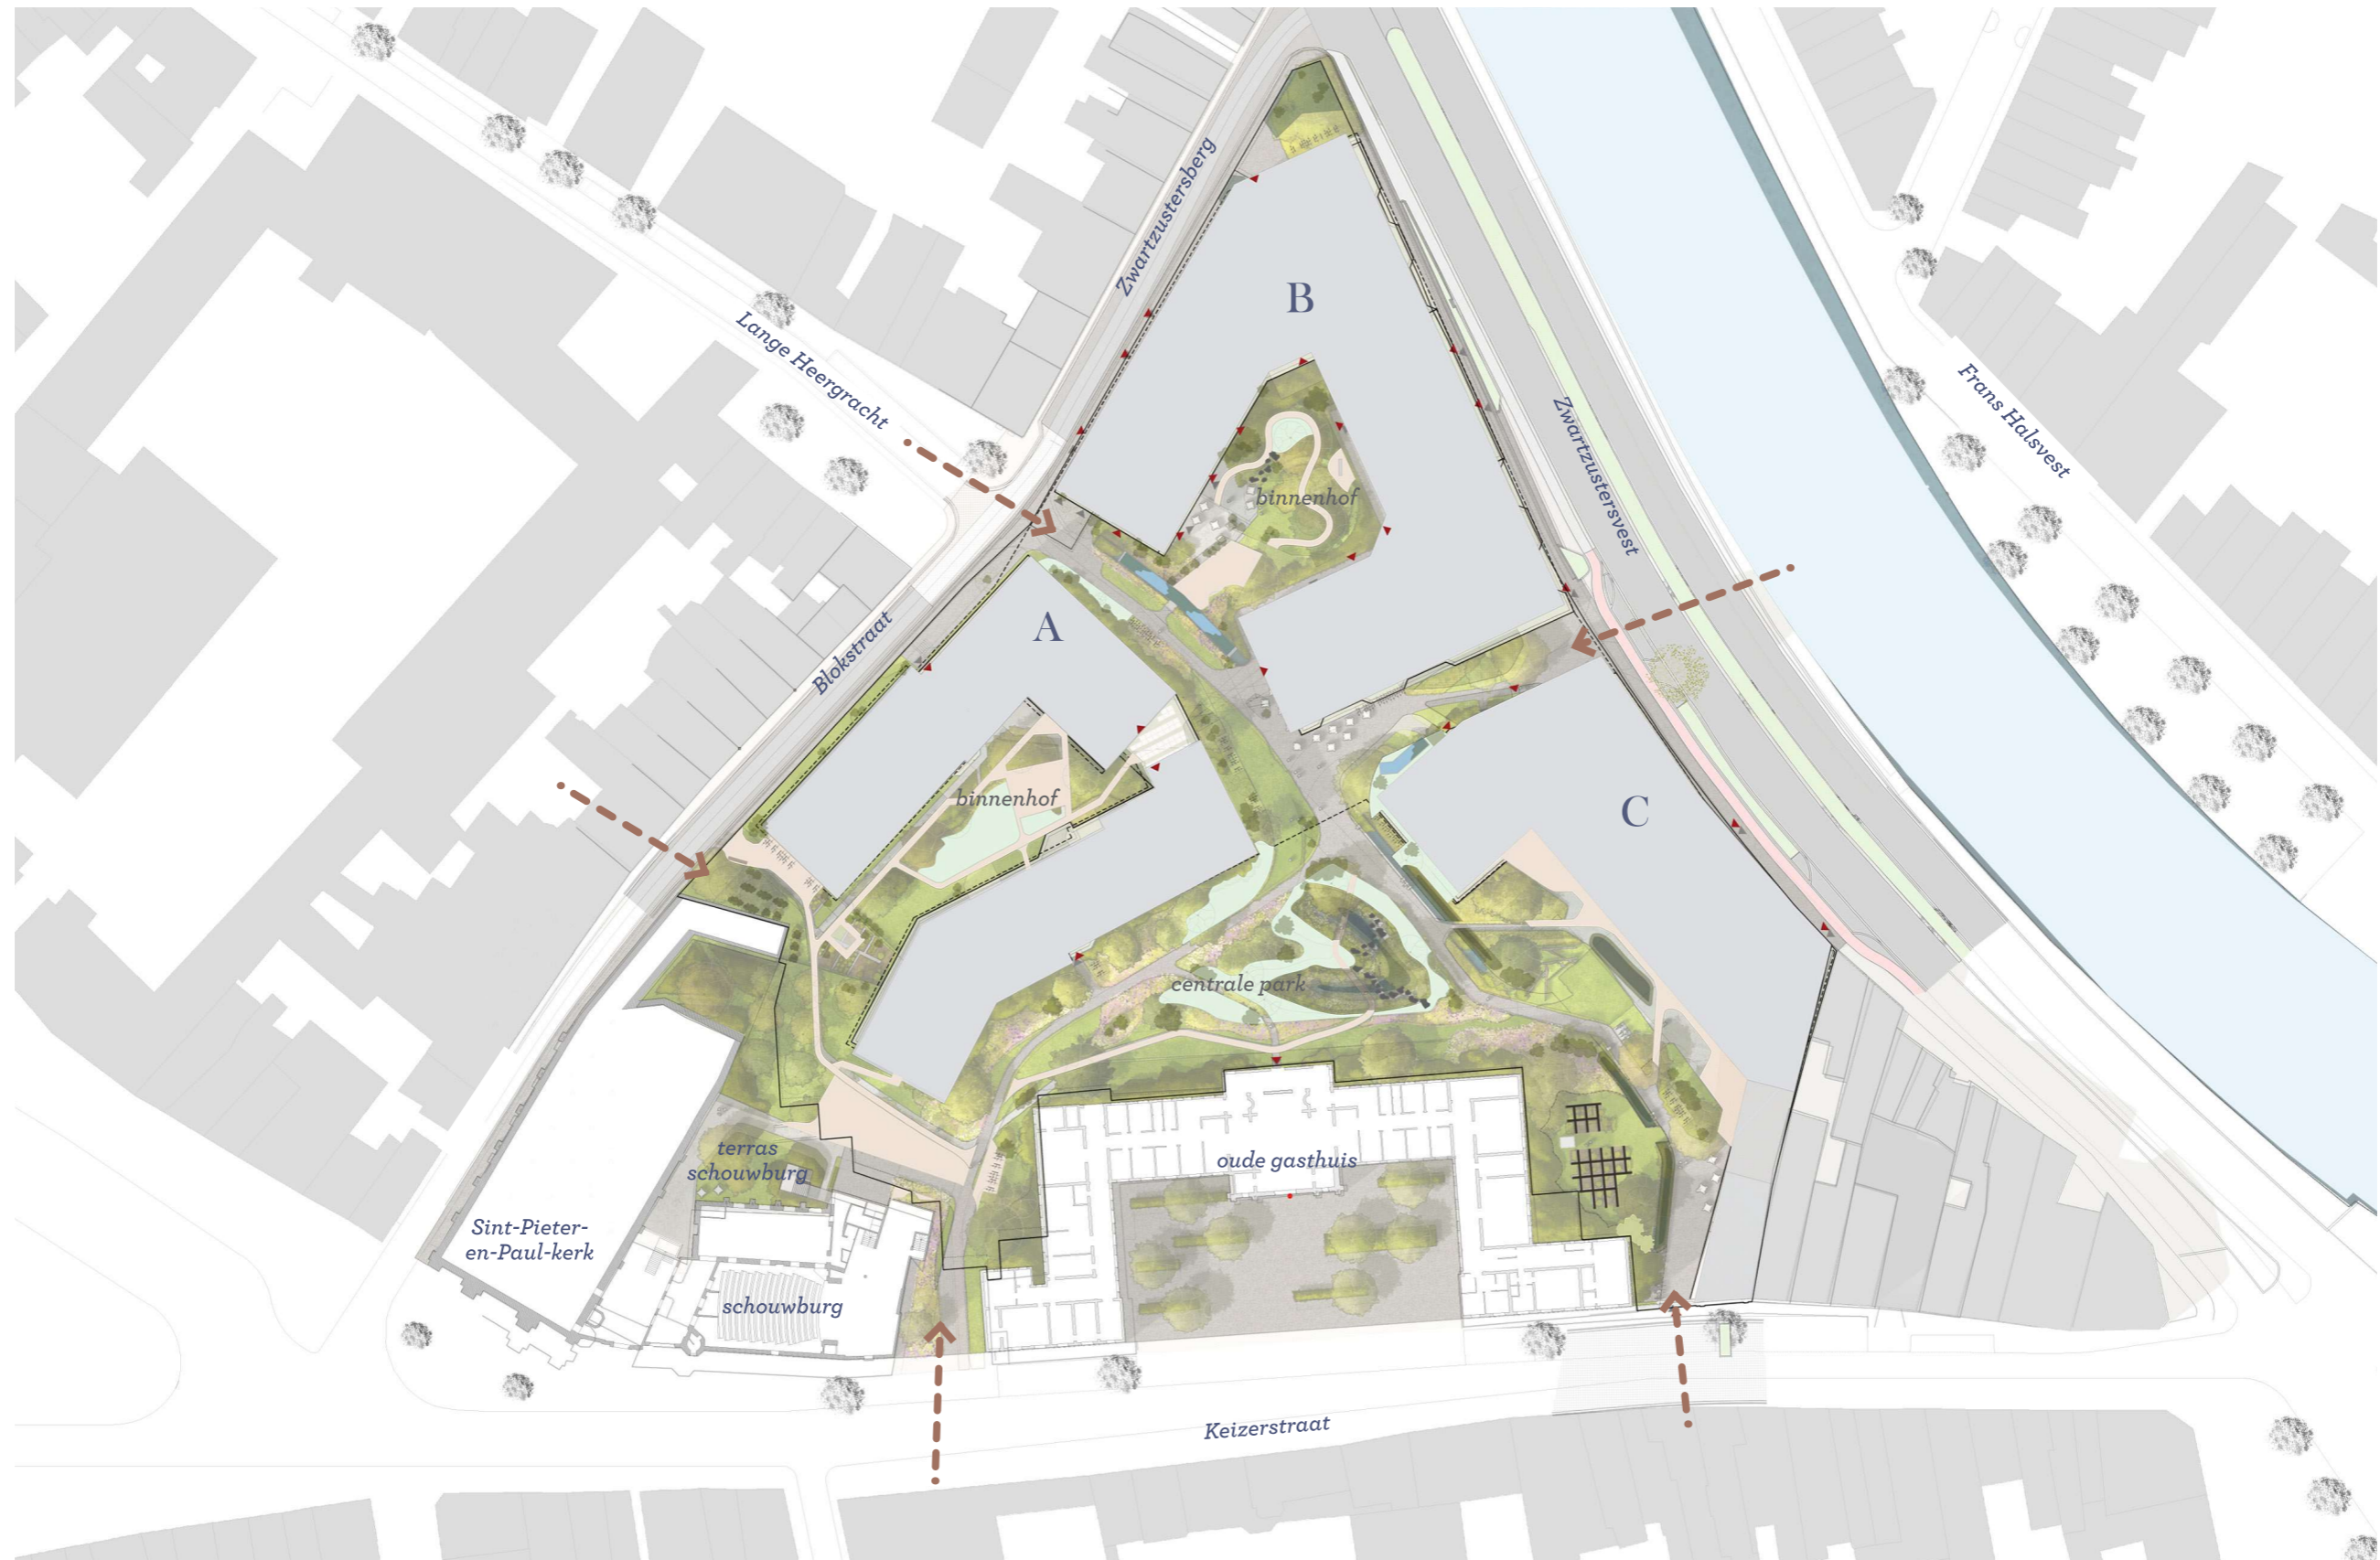 Zwartzustersberg
B
Lange Heergracht
Frans Halsvest
Zwartzustersvest
binnenhof
A
Blokstraat
binnenhof
C
centrale park
terras
schouwburg
oude gasthuis
Sint-Pieter-
en-Paul-kerk
schouwburg
Keizerstraat